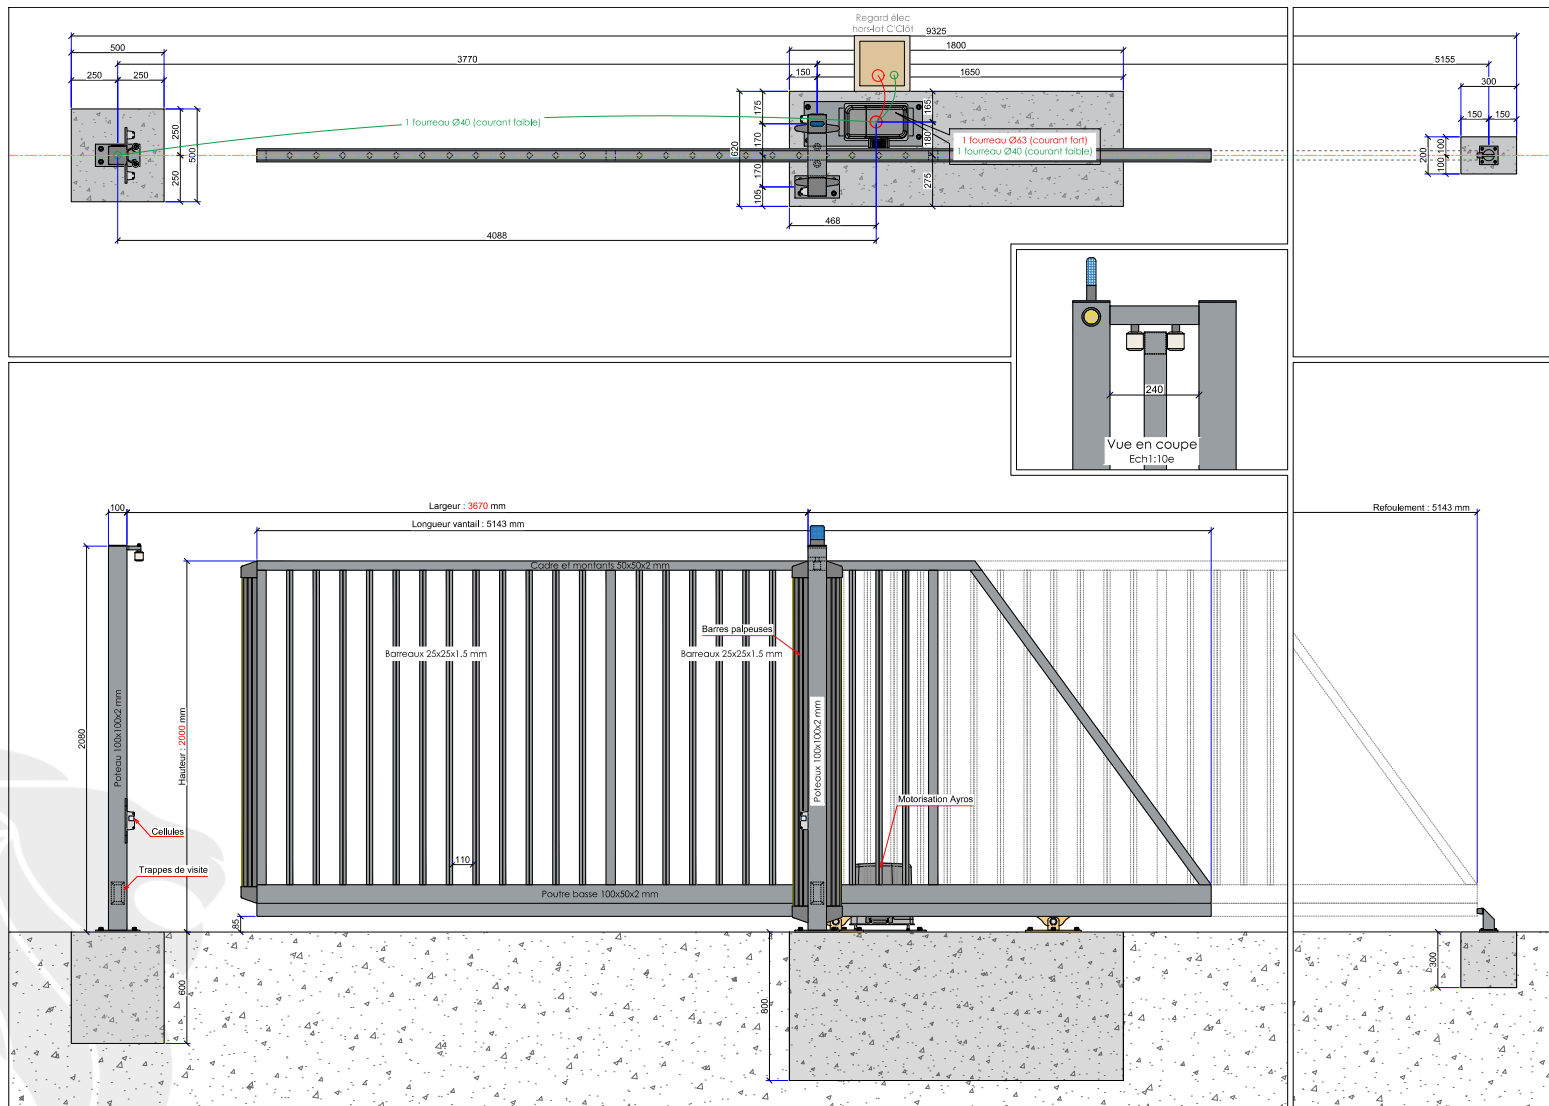 Regard élec
hors-lot C'Clôt
9325
500
1800
3770
5155
300
250
250
150
1650
150
150
175
165
1 fourreau Ø40 (courant faible)
250
500
250
620
170
170
105
180
275
1 fourreau Ø63 (courant fort)
1 fourreau Ø40 (courant faible)
200
100
100
468
4088
240
Vue en coupe
Ech1:10e
100
Largeur : 3670 mm
Refoulement : 5143 mm
Longueur vantail : 5143 mm
Cadre et montants 50x50x2 mm
Barres palpeuses
Barreaux 25x25x1.5 mm
Barreaux 25x25x1.5 mm
2080
Poteau 100x100x2 mm
Hauteur : 2000 mm
Poteaux 100x100x2 mm
Motorisation Ayros
Cellules
110
Trappes de visite
Poutre basse 100x50x2 mm
85
600
800
300